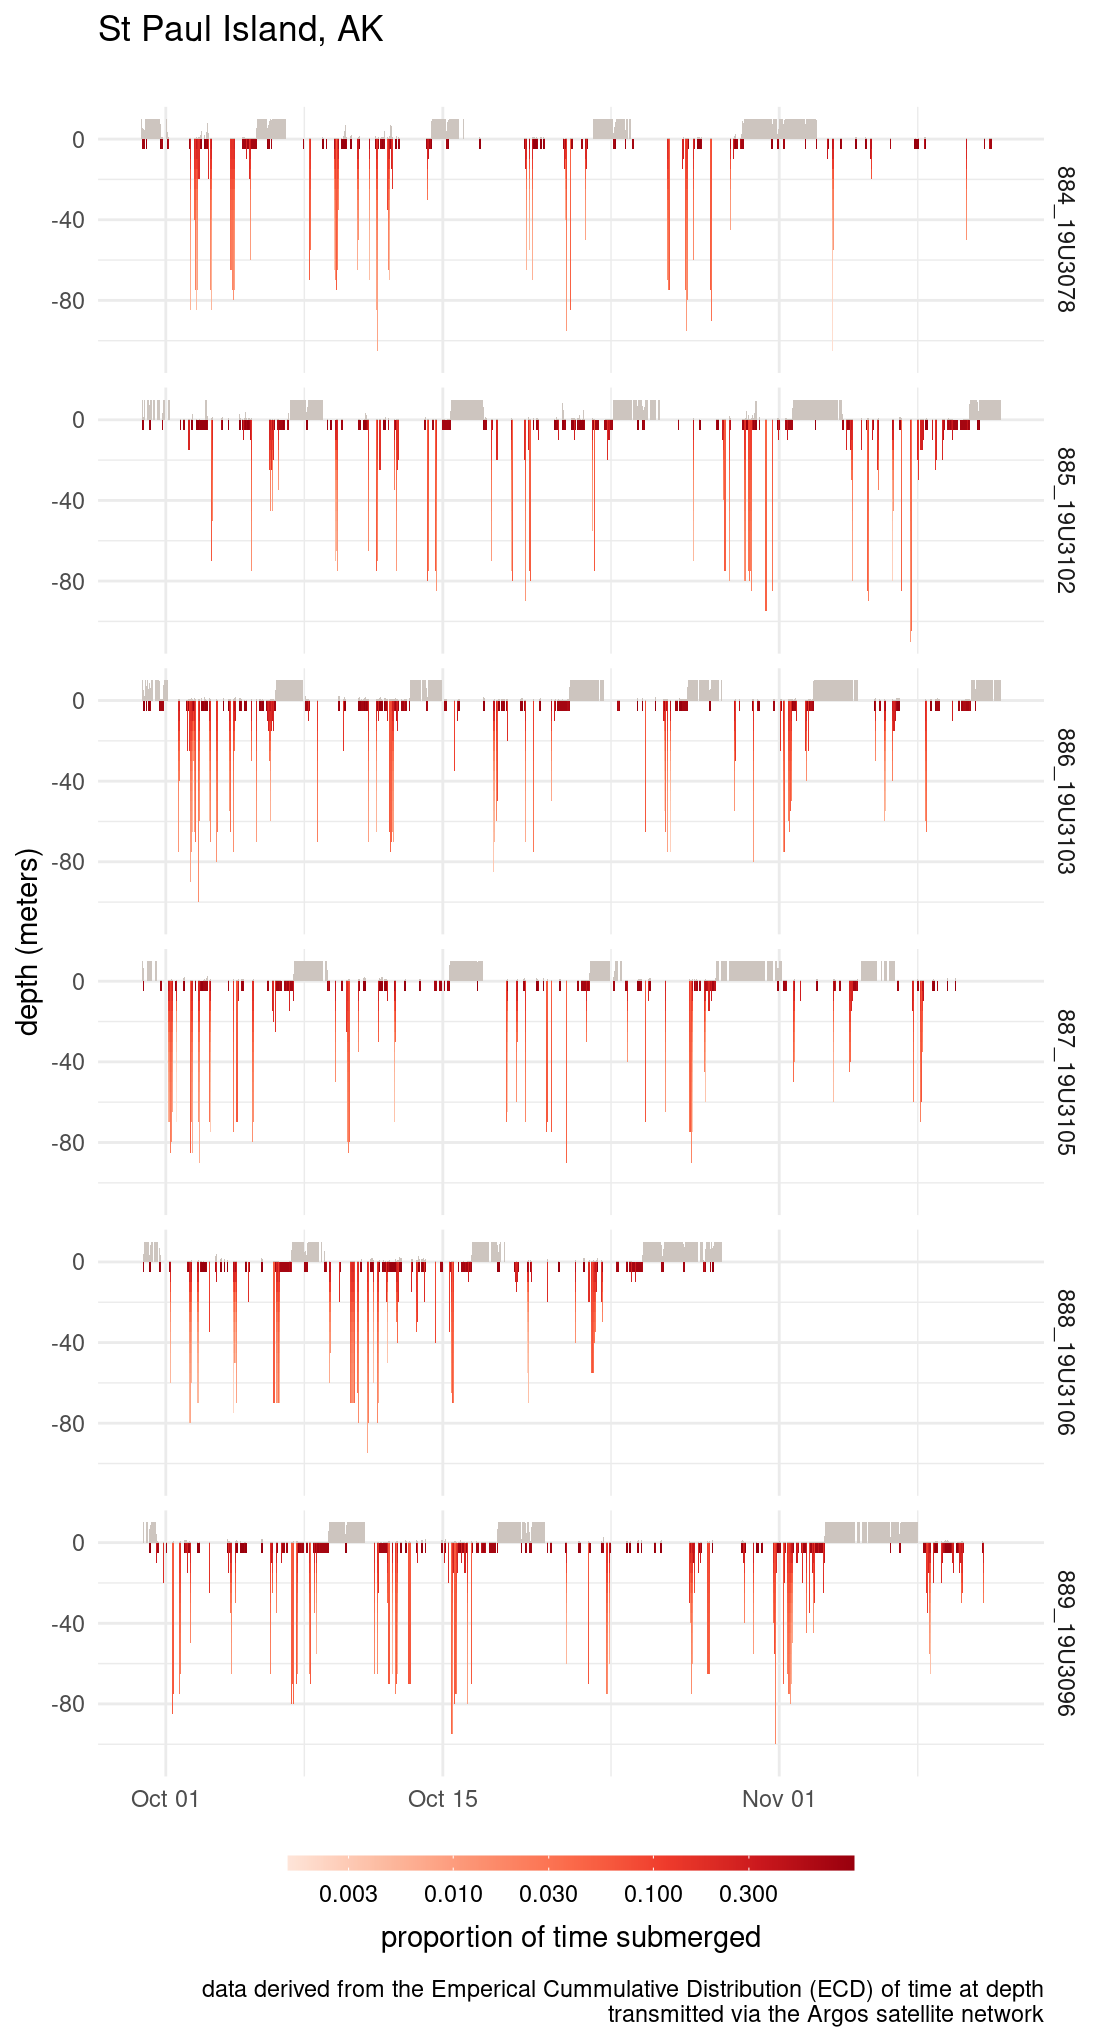 St Paul Island, AK
0
-40
-80
884_19U3078
0
-40
-80
885_19U3102
0
-40
-80
886_19U3103
depth (meters)
0
-40
-80
887_19U3105
0
-40
-80
888_19U3106
0
-40
-80
889_19U3096
Oct 01 Oct 15 Nov 01
0.003 0.010 0.030 0.100 0.300
proportion of time submerged
data derived from the Emperical Cummulative Distribution (ECD) of time at depth
transmitted via the Argos satellite network